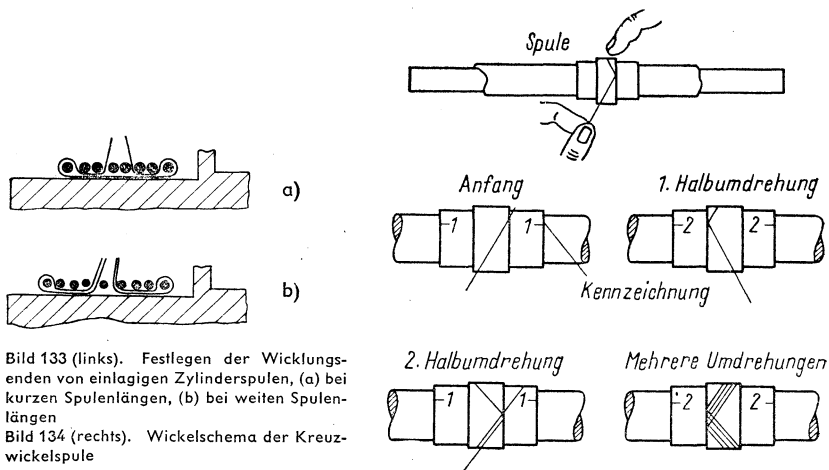 Spule
a)
b)
Anfang
1
1
1. Halbumdrehung
2
2
Kennzeichnung
2. Halbumdrehung
1
1
Mehrere Umdrehungen
2
2
Bild 133 (links). Festlegen der Wicklungs-
enden von einlagigen Zylinderspulen, (a) bei
kurzen Spulenlängen, (b) bei weiten Spulen-
längen
Bild 134 (rechts). Wickelschema der Kreuz-
wickelspule